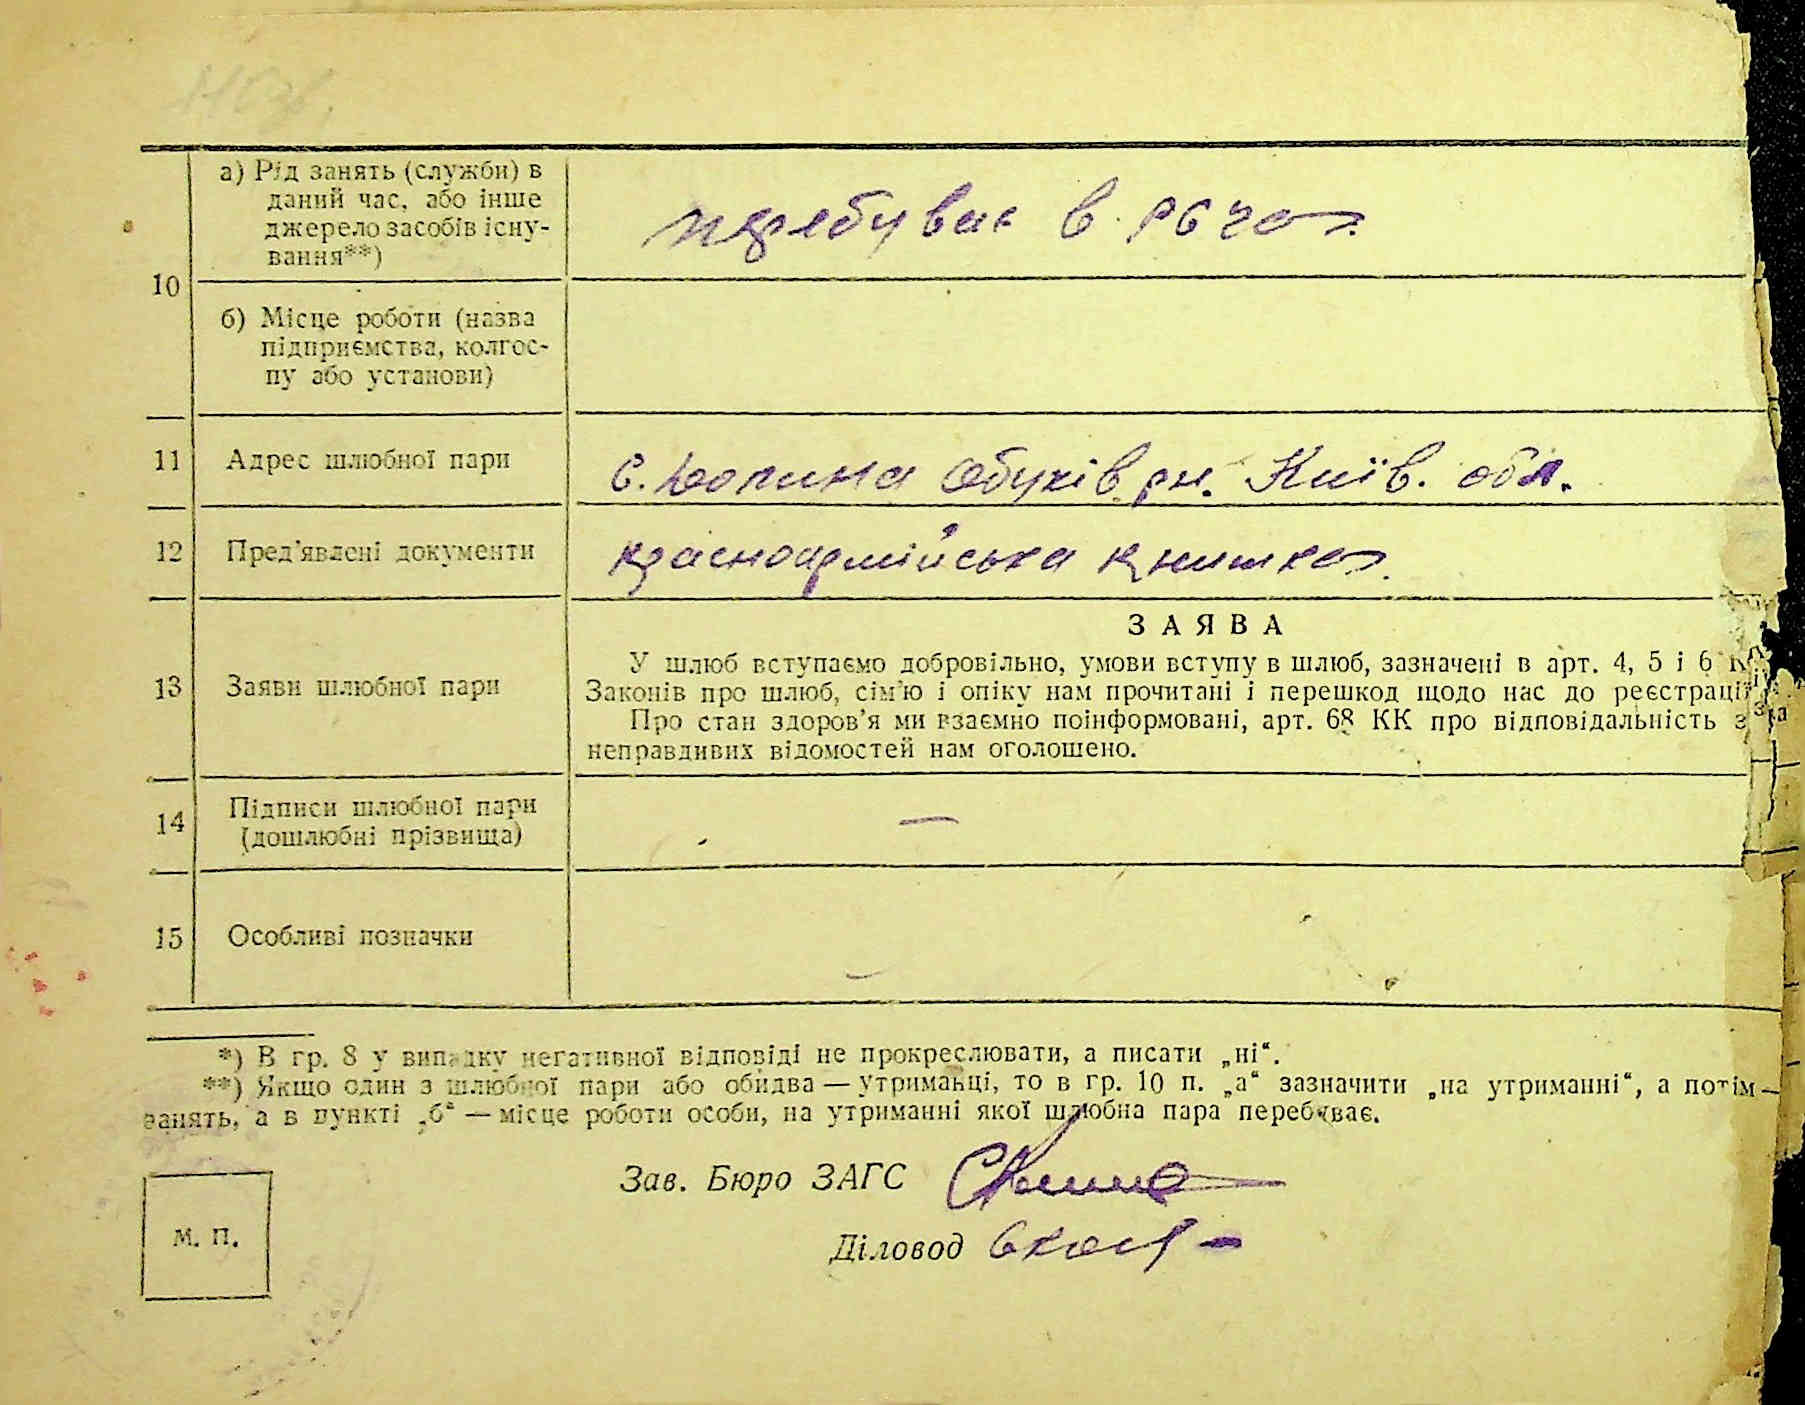 а) Рід занять (служби) в
даний час, або інше
джерело засобів існу-
вання**)
перебуває в РСЧА.
10
б) Місце роботи (назва
підприємства, колгос-
пу або установи)
11 Адрес шлюбної пари
с. Долина Обухів. рн. Київ. обл.
12 Пред'явлені документи
красноармійська книжка.
13 Заяви шлюбної пари
ЗАЯВА
У шлюб вступаємо добровільно, умови вступу в шлюб, зазначені в арт. 4, 5 і 6
Законів про шлюб, сім'ю і опіку нам прочитані і перешкод щодо нас до реєстрації
Про стан здоров'я ми взаємно поінформовані, арт. 68 КК про відповідальність з
неправдивих відомостей нам оголошено.
14 Підписи шлюбної пари
(дошлюбні прізвища)
—
15 Особливі позначки
*) В гр. 8 у випадку негативної відповіді не прокреслювати, а писати „ні“.
**) Якщо один з шлюбної пари або обидва — утриманці, то в гр. 10 п. „а“ зазначити „на утриманні“, а потім —
занять, а в пункті „б“ — місце роботи особи, на утриманні якої шлюбна пара перебуває.
Зав. Бюро ЗАГС
Діловод
М. П.